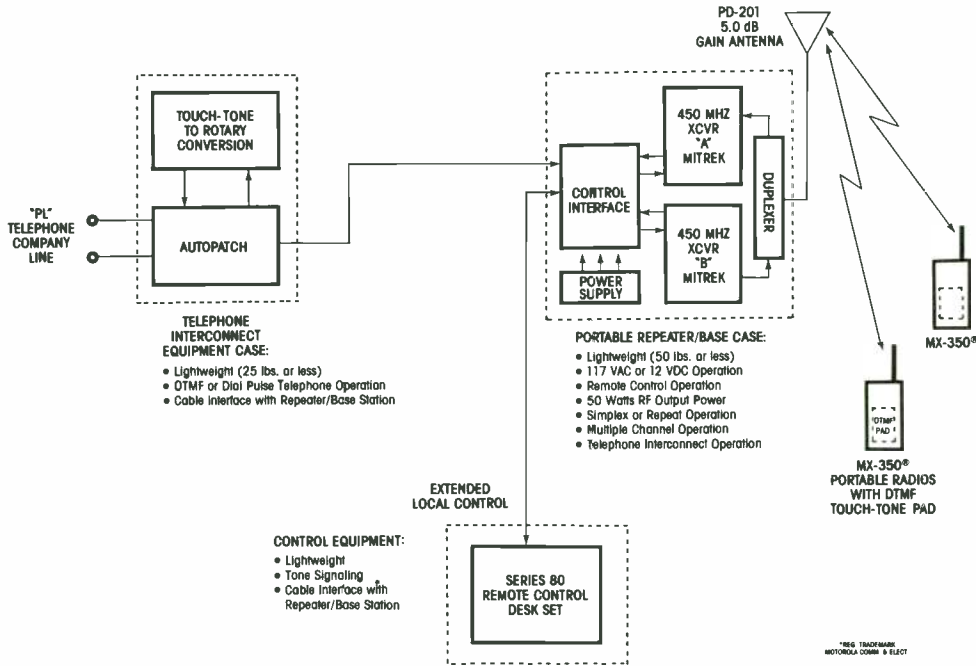 PD-201
5.0 dB
GAIN ANTENNA
TOUCH-TONE
TO ROTARY
CONVERSION
"PL"
TELEPHONE
COMPANY
LINE
AUTOPATCH
TELEPHONE
INTERCONNECT
EQUIPMENT CASE:
• Lightweight (25 lbs. or less)
• DTMF or Dial Pulse Telephone Operation
• Cable Interface with Repeater/Base Station
CONTROL
INTERFACE
POWER
SUPPLY
450 MHZ
XCVR
"A"
MITREK
450 MHZ
XCVR
"B"
MITREK
DUPLEXER
PORTABLE REPEATER/BASE CASE:
• Lightweight (50 lbs. or less)
• 117 VAC or 12 VDC Operation
• Remote Control Operation
• 50 Watts RF Output Power
• Simplex or Repeat Operation
• Multiple Channel Operation
• Telephone Interconnect Operation
MX-350®
DTMF
PAD
MX-350®
PORTABLE RADIOS
WITH DTMF
TOUCH-TONE PAD
EXTENDED
LOCAL CONTROL
CONTROL EQUIPMENT:
• Lightweight
• Tone Signaling
• Cable Interface with
Repeater/Base Station
SERIES 80
REMOTE CONTROL
DESK SET
*REG TRADEMARK
MOTOROLA COMM & ELECT